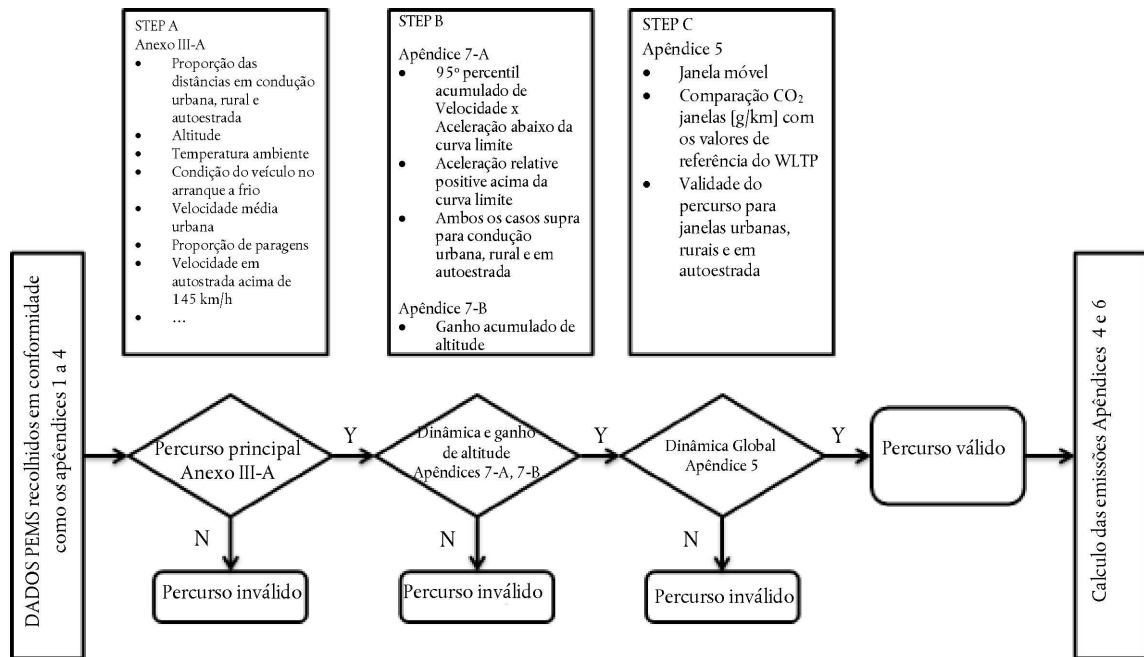 STEP A
Anexo III-A
• Proporção das
distâncias em condução
urbana, rural e
autoestrada
• Altitude
• Temperatura ambiente
• Condição do veículo no
arranque a frio
• Velocidade média
urbana
• Proporção de paragens
• Velocidade em
autostrada acima de
145 km/h
• ...
STEP B
Apêndice 7-A
• 95º percentil
acumulado de
Velocidade x
Aceleração abaixo da
curva limite
• Aceleração relative
positive acima da
curva limite
• Ambos os casos supra
para condução
urbana, rural e em
autoestrada
Apêndice 7-B
• Ganho acumulado de
altitude
STEP C
Apêndice 5
• Janela móvel
• Comparação CO₂
janelas [g/km] com os
valores de
referência do WLTP
• Validade do
percurso para
janelas urbanas,
rurais e em
autoestrada
DADOS PEMS recolhidos em conformidade
como os apêendices 1 a 4
Percurso principal
Anexo III-A
Y
N
Percurso inválido
Dinâmica e ganho
de altitude
Apêndices 7-A, 7-B
Y
N
Percurso inválido
Dinâmica Global
Apêndice 5
Y
N
Percurso inválido
Percurso válido
Calculo das emissões Apêndices 4 e 6